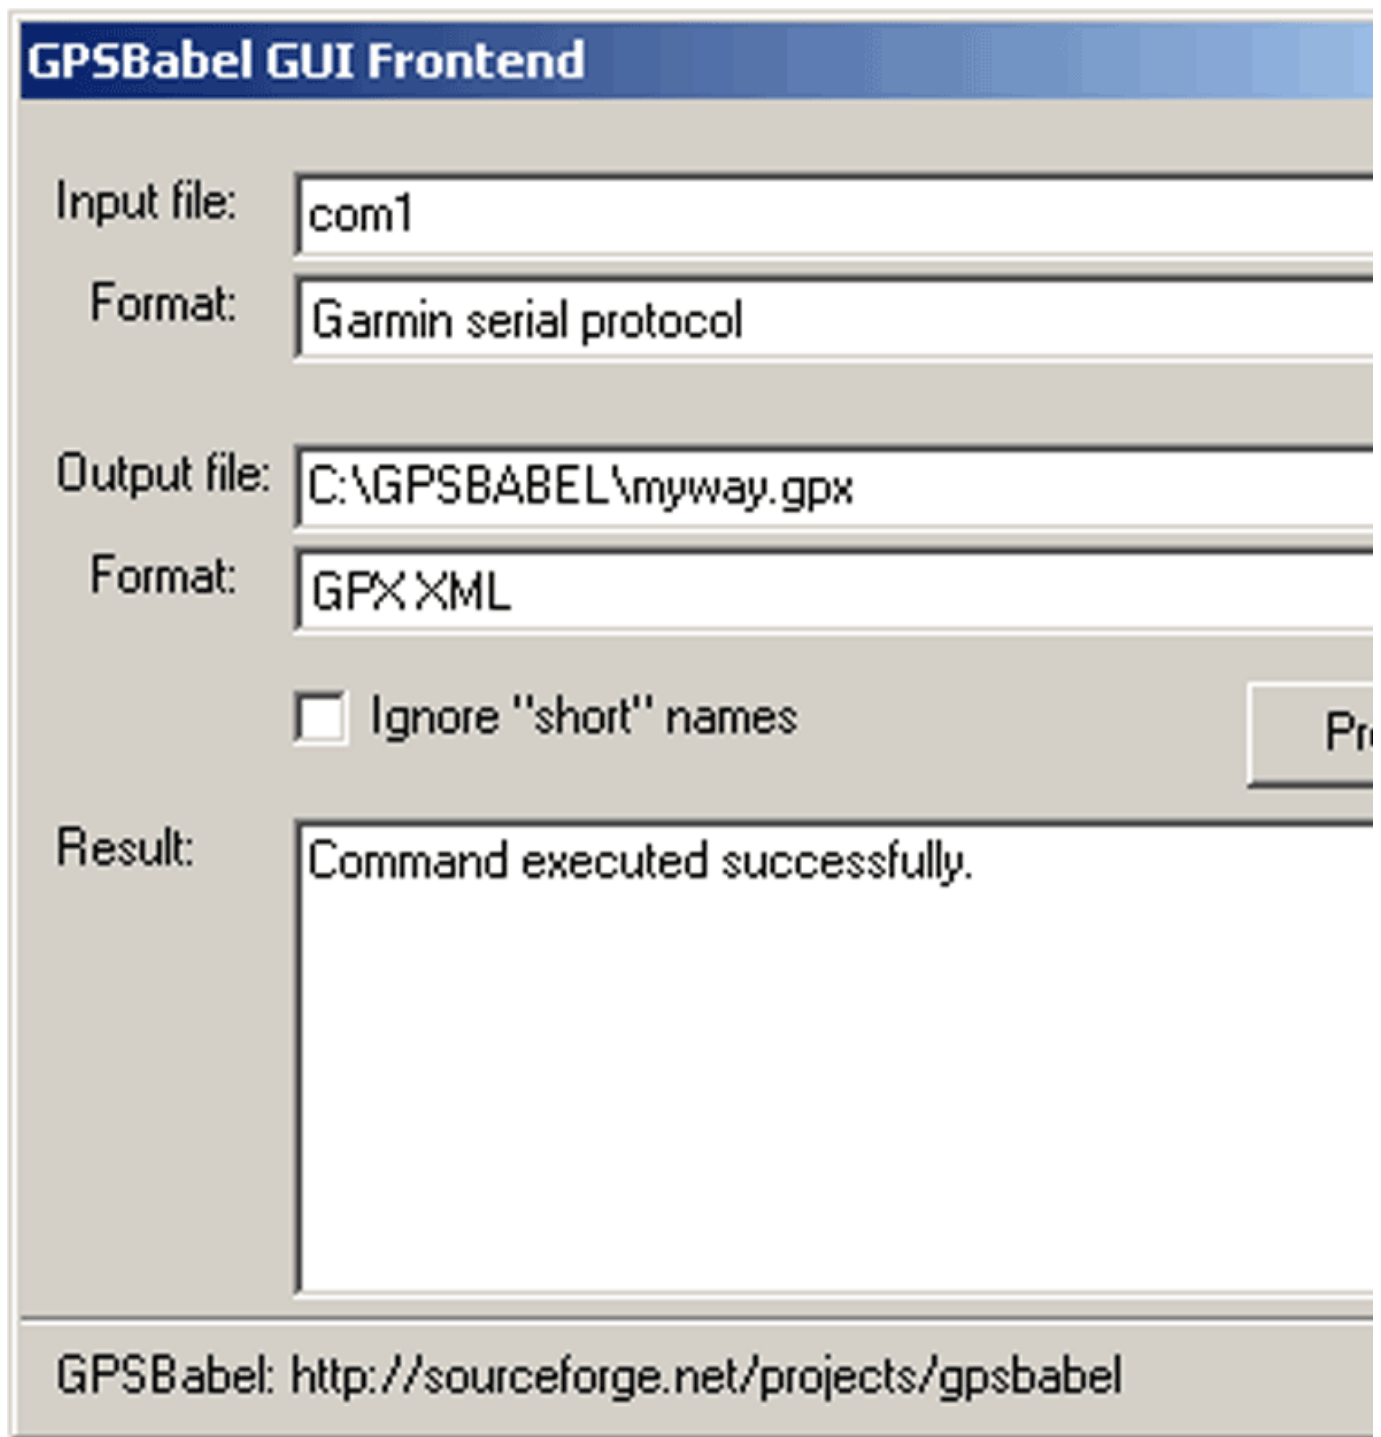 GPSBabel GUI Frontend
Input file: com1
Format: Garmin serial protocol
Output file: C:\GPSBABEL\myway.gpx
Format: GPX XML
Ignore "short" names
Result: Command executed successfully.
GPSBabel: http://sourceforge.net/projects/gpsbabel